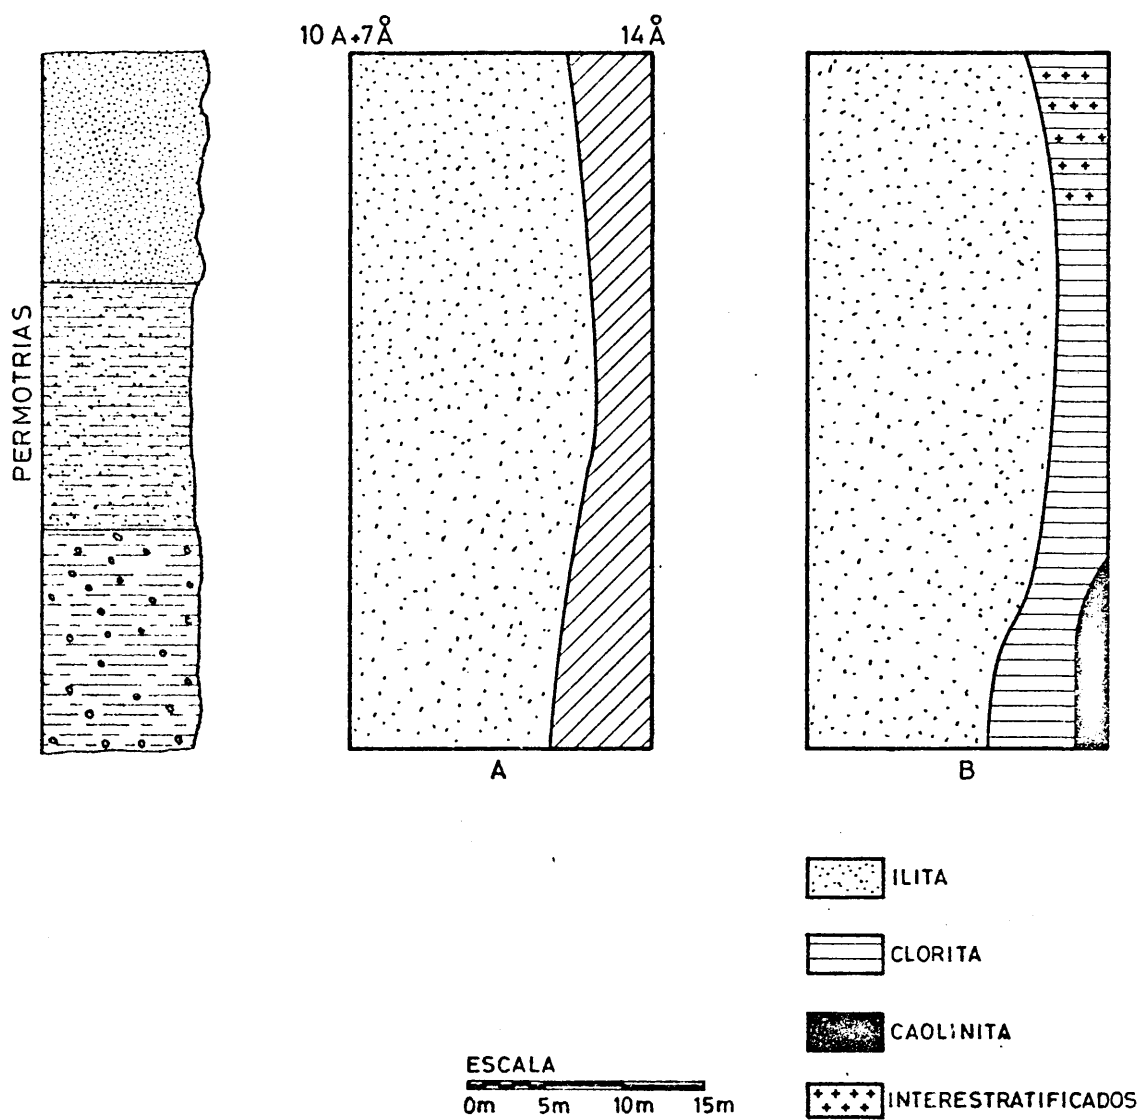 10 A+7Å 14Å
PERMOTRIAS
A B
ILITA
CLORITA
CAOLINITA
INTERESTRATIFICADOS
ESCALA
0m 5m 10m 15m